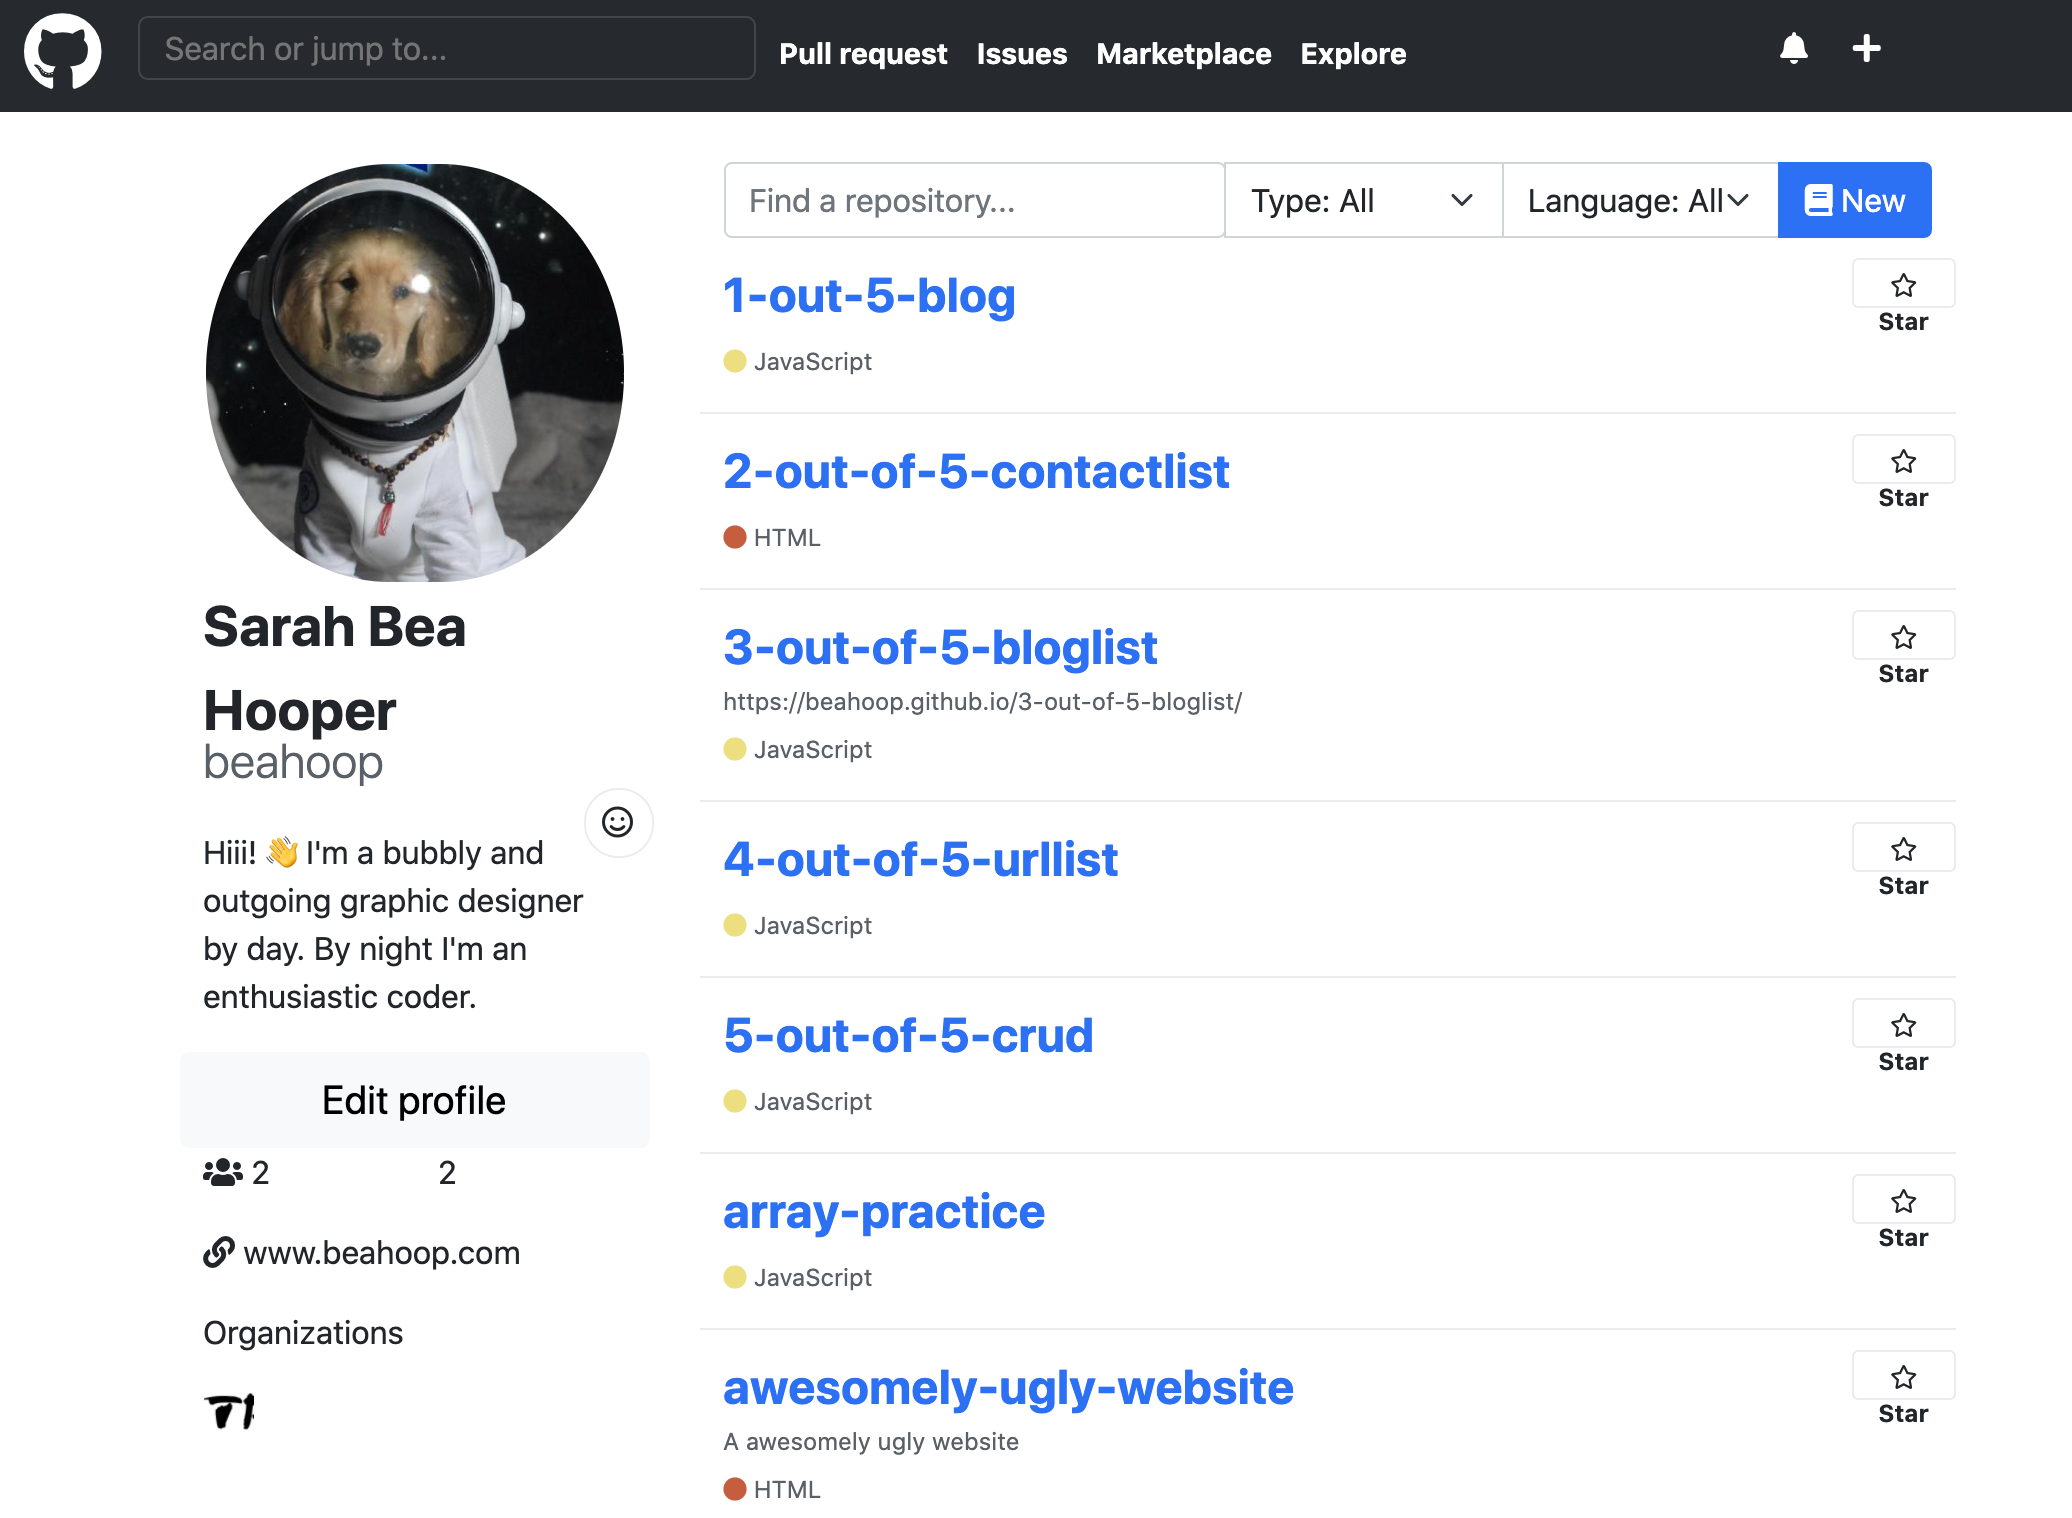 Search or jump to...
Pull request Issues Marketplace Explore
Find a repository...
Type: All
Language: All
New
Sarah Bea
Hooper
beahoop
Hiii! 👋 I'm a bubbly and
outgoing graphic designer
by day. By night I'm an
enthusiastic coder.
Edit profile
2 2
www.beahoop.com
Organizations
1-out-5-blog
Star
JavaScript
2-out-of-5-contactlist
Star
HTML
3-out-of-5-bloglist
Star
https://beahoop.github.io/3-out-of-5-bloglist/
JavaScript
4-out-of-5-urllist
Star
JavaScript
5-out-of-5-crud
Star
JavaScript
array-practice
Star
JavaScript
awesomely-ugly-website
Star
A awesomely ugly website
HTML